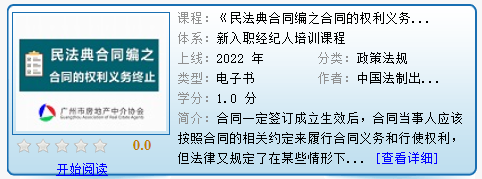 民法典合同编之
合同的权利义务终止
广州市房地产中介协会
Guangzhou Association of Real Estate Agents
0.0
开始阅读
课程：《民法典合同编之合同的权利义务...
体系：新入职经纪人培训课程
上线：2022 年 分类：政策法规
类型：电子书 作者：中国法制出...
学分：1.0 分
简介：合同一定签订成立生效后，合同当事人应该
按照合同的相关约定来履行合同义务和行使权利，
但法律又规定了在某些情形下... [查看详细]